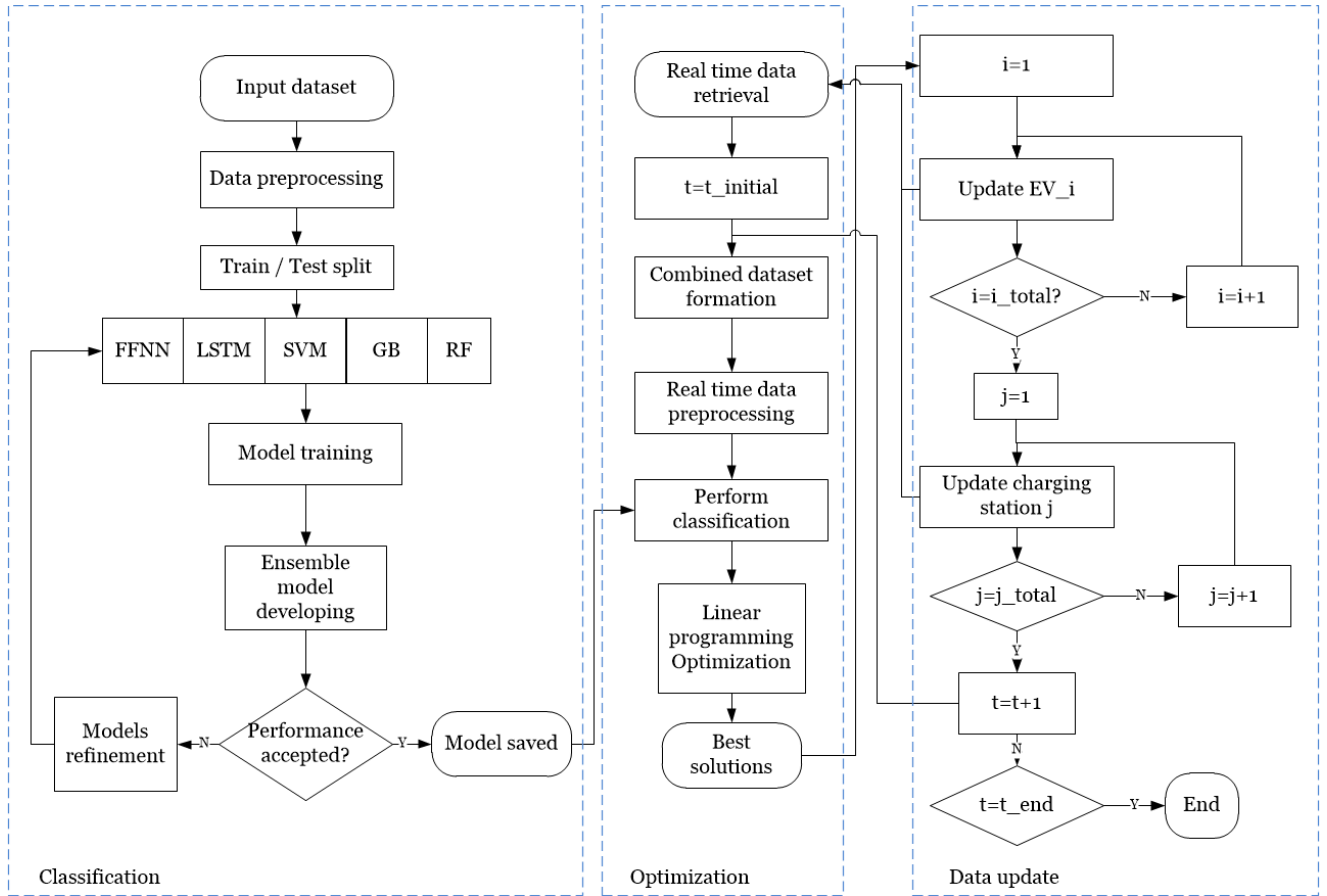 Input dataset
Data preprocessing
Train / Test split
FFNN
LSTM
SVM
GB
RF
Model training
Ensemble
model
developing
Performance
accepted?
N
Y
Models
refinement
Model saved
Classification
Real time data
retrieval
t=t_initial
Combined dataset
formation
Real time data
preprocessing
Perform
classification
Linear
programming
Optimization
Best
solutions
Optimization
i=1
Update EV_i
i=i_total?
N
i=i+1
Y
j=1
Update charging
station j
j=j_total
N
j=j+1
Y
t=t+1
N
t=t_end
Y
End
Data update